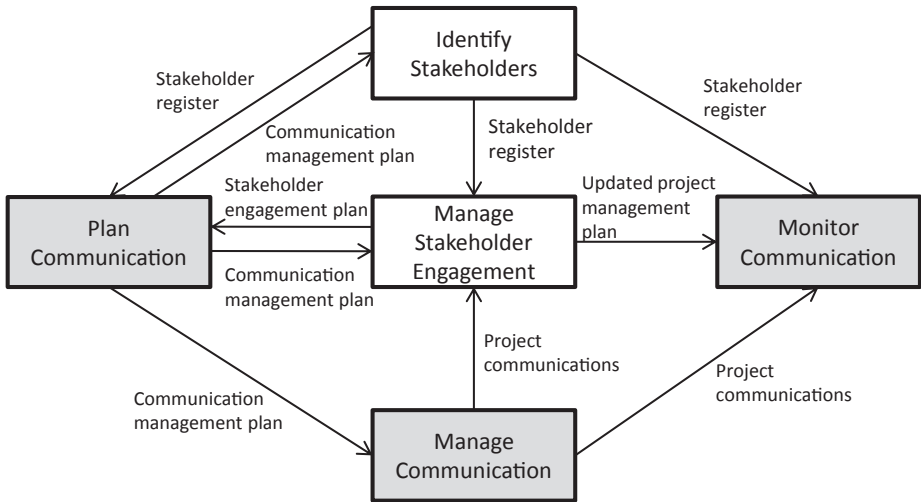 Identify
Stakeholders
Stakeholder
register
Stakeholder
register
Communication
management plan
Stakeholder
register
Stakeholder
engagement plan
Updated project
management
plan
Plan
Communication
Manage
Stakeholder
Engagement
Monitor
Communication
Communication
management plan
Project
communications
Project
communications
Communication
management plan
Manage
Communication